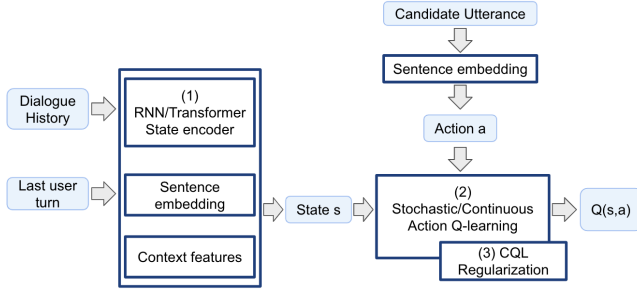 Candidate Utterance
Sentence embedding
Action a
Dialogue
History
(1)
RNN/Transformer
State encoder
Last user
turn
Sentence
embedding
Context features
State s
(2)
Stochastic/Continuous
Action Q-learning
(3) CQL
Regularization
Q(s,a)